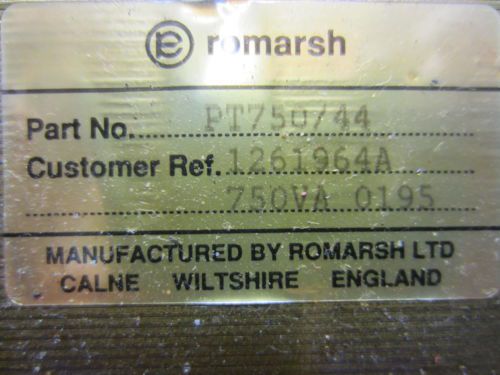 romarsh
Part No. PT750/44
Customer Ref. 1261964A
750VA 0195
MANUFACTURED BY ROMARSH LTD
CALNE WILTSHIRE ENGLAND